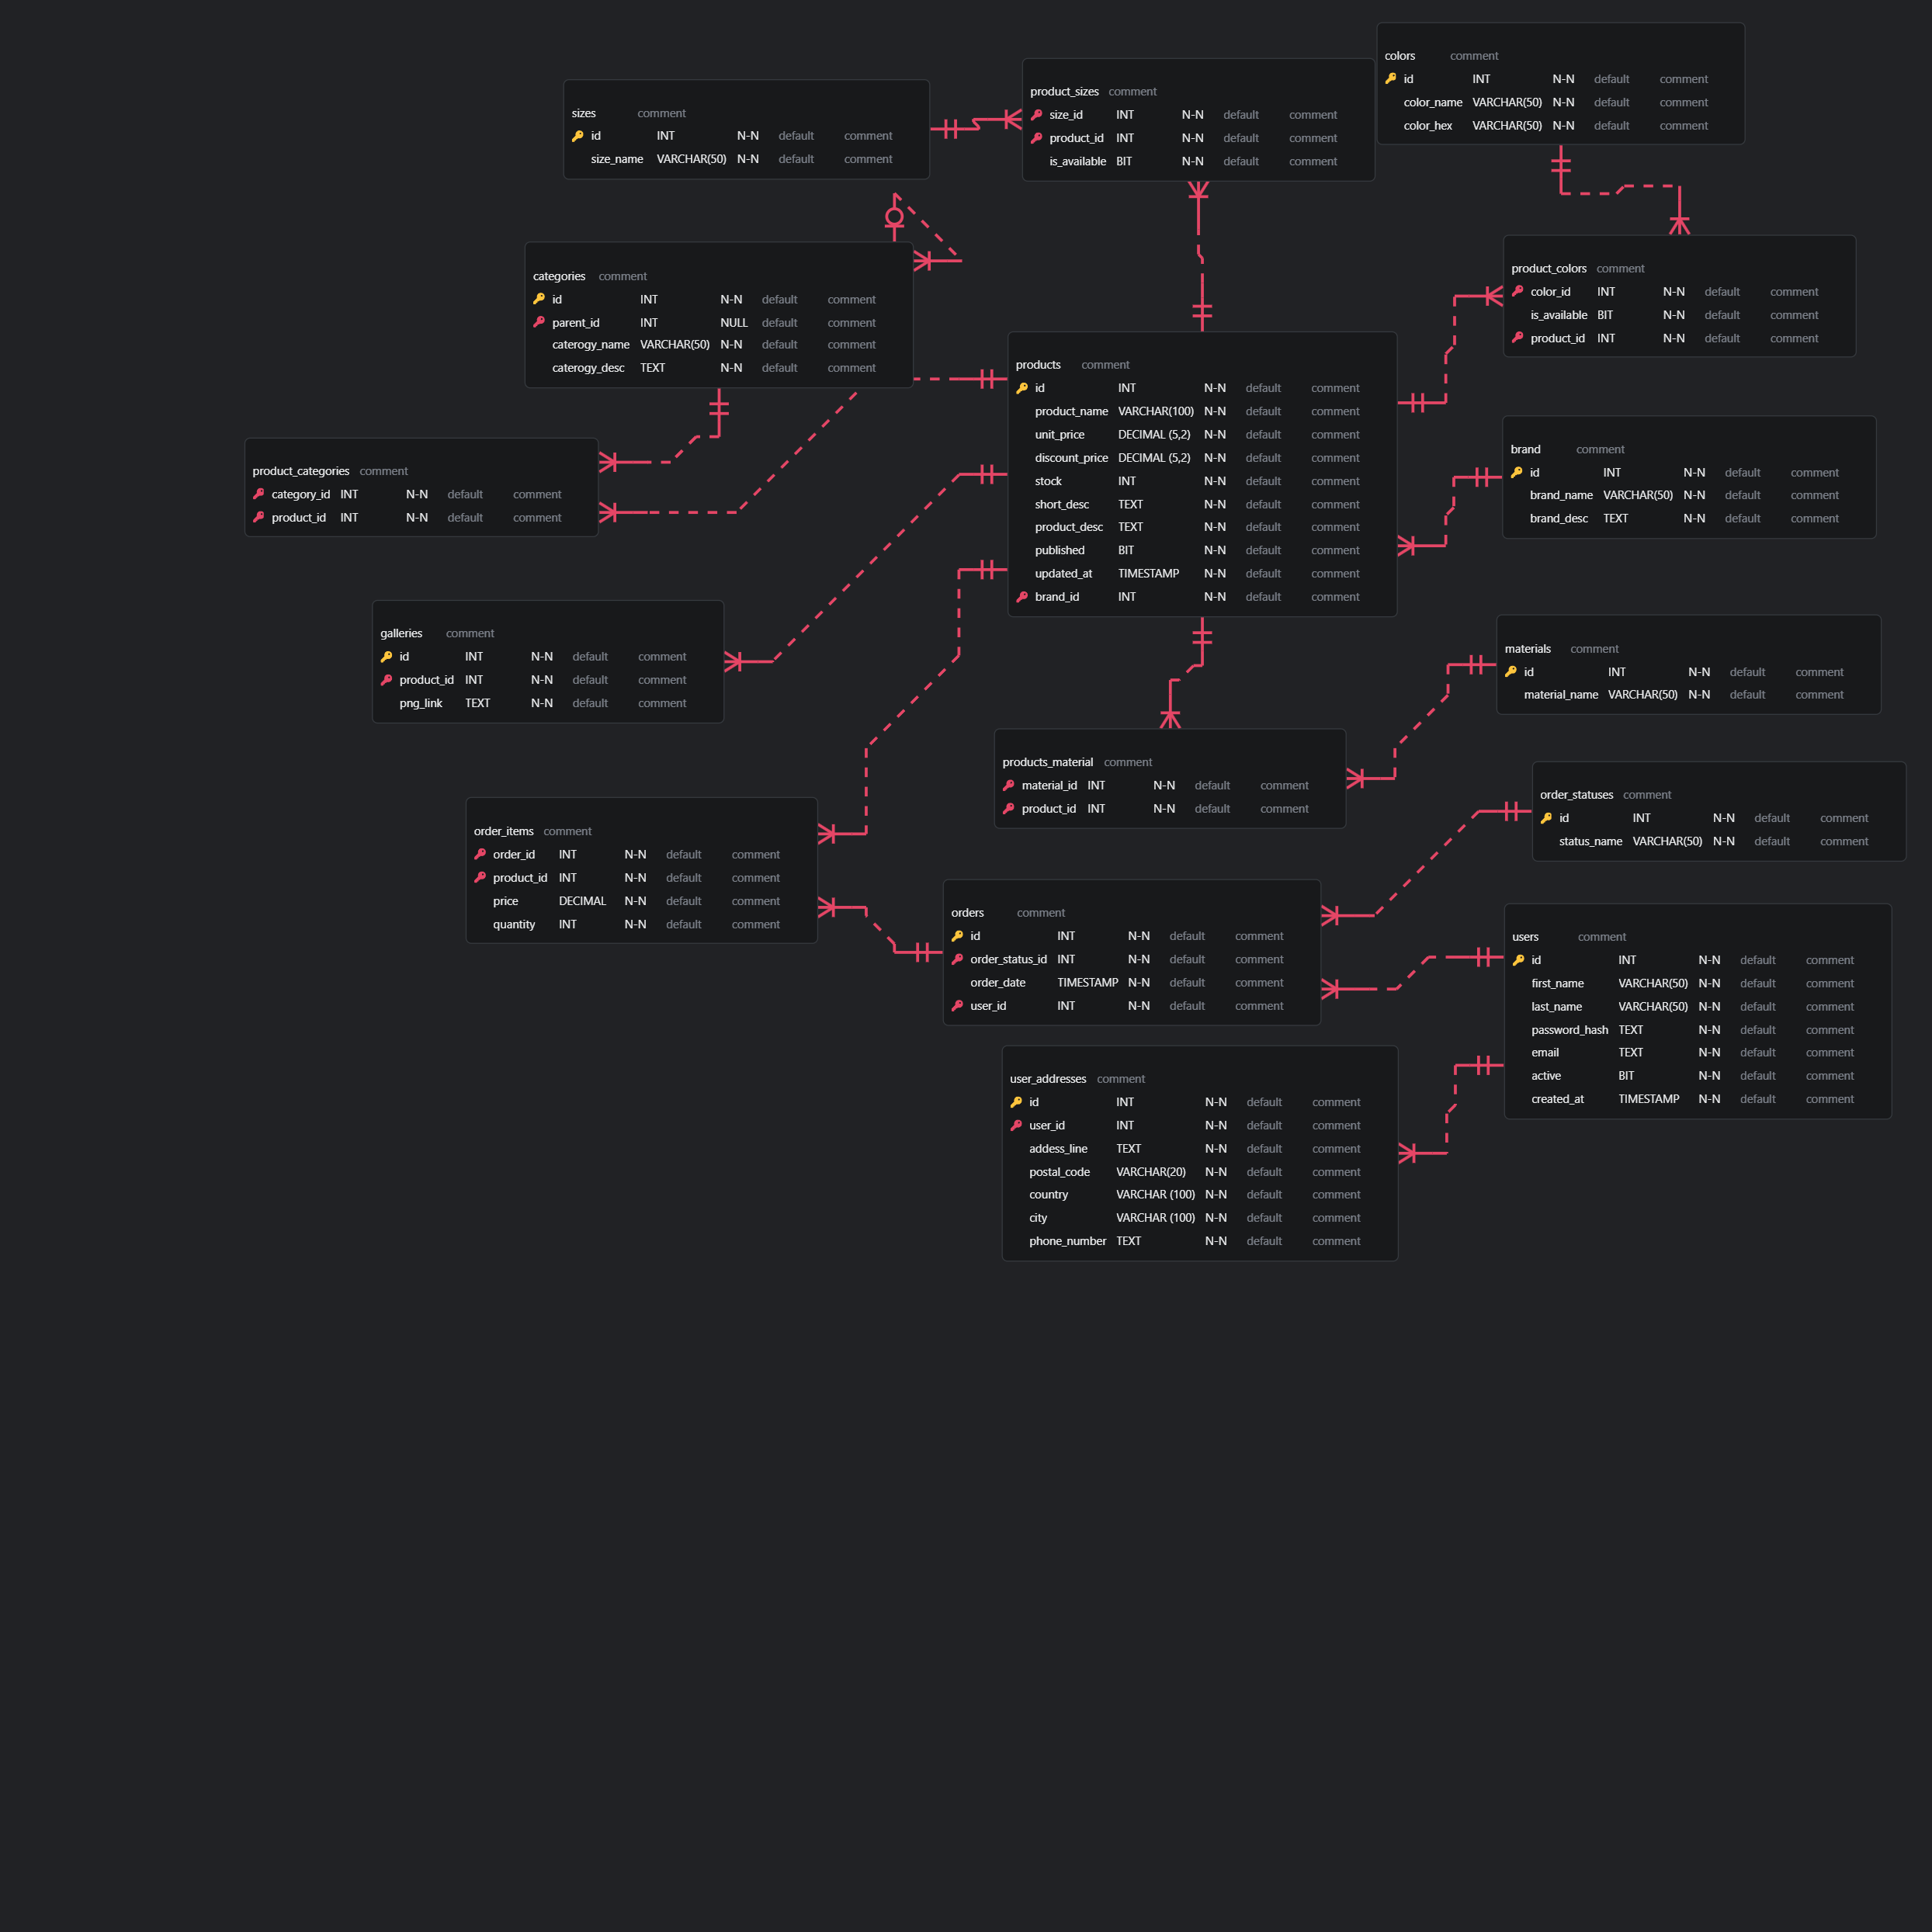 sizes comment
id INT N-N default comment
size_name VARCHAR(50) N-N default comment
product_sizes comment
size_id INT N-N default comment
product_id INT N-N default comment
is_available BIT N-N default comment
colors comment
id INT N-N default comment
color_name VARCHAR(50) N-N default comment
color_hex VARCHAR(50) N-N default comment
categories comment
id INT N-N default comment
parent_id INT NULL default comment
caterogy_name VARCHAR(50) N-N default comment
caterogy_desc TEXT N-N default comment
product_colors comment
color_id INT N-N default comment
is_available BIT N-N default comment
product_id INT N-N default comment
products comment
id INT N-N default comment
product_name VARCHAR(100) N-N default comment
unit_price DECIMAL (5,2) N-N default comment
discount_price DECIMAL (5,2) N-N default comment
stock INT N-N default comment
short_desc TEXT N-N default comment
product_desc TEXT N-N default comment
published BIT N-N default comment
updated_at TIMESTAMP N-N default comment
brand_id INT N-N default comment
brand comment
id INT N-N default comment
brand_name VARCHAR(50) N-N default comment
brand_desc TEXT N-N default comment
product_categories comment
category_id INT N-N default comment
product_id INT N-N default comment
galleries comment
id INT N-N default comment
product_id INT N-N default comment
png_link TEXT N-N default comment
materials comment
id INT N-N default comment
material_name VARCHAR(50) N-N default comment
products_material comment
material_id INT N-N default comment
product_id INT N-N default comment
order_statuses comment
id INT N-N default comment
status_name VARCHAR(50) N-N default comment
order_items comment
order_id INT N-N default comment
product_id INT N-N default comment
price DECIMAL N-N default comment
quantity INT N-N default comment
orders comment
id INT N-N default comment
order_status_id INT N-N default comment
order_date TIMESTAMP N-N default comment
user_id INT N-N default comment
users comment
id INT N-N default comment
first_name VARCHAR(50) N-N default comment
last_name VARCHAR(50) N-N default comment
password_hash TEXT N-N default comment
email TEXT N-N default comment
active BIT N-N default comment
created_at TIMESTAMP N-N default comment
user_addresses comment
id INT N-N default comment
user_id INT N-N default comment
addess_line TEXT N-N default comment
postal_code VARCHAR(20) N-N default comment
country VARCHAR (100) N-N default comment
city VARCHAR (100) N-N default comment
phone_number TEXT N-N default comment